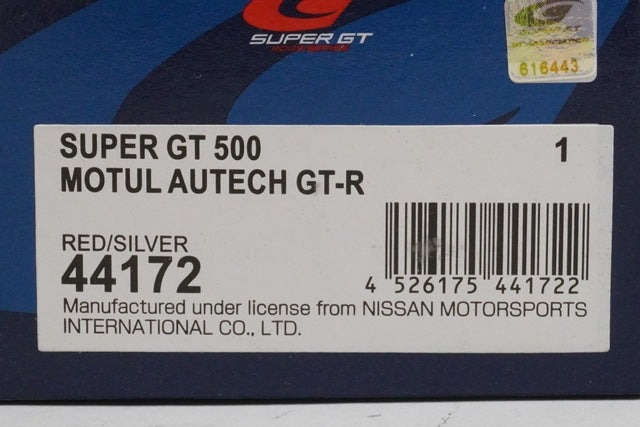 SUPER GT
616443
SUPER GT 500
1
MOTUL AUTECH GT-R
RED/SILVER
44172
4 526175 441722
Manufactured under license from NISSAN MOTORSPORTS
INTERNATIONAL CO., LTD.